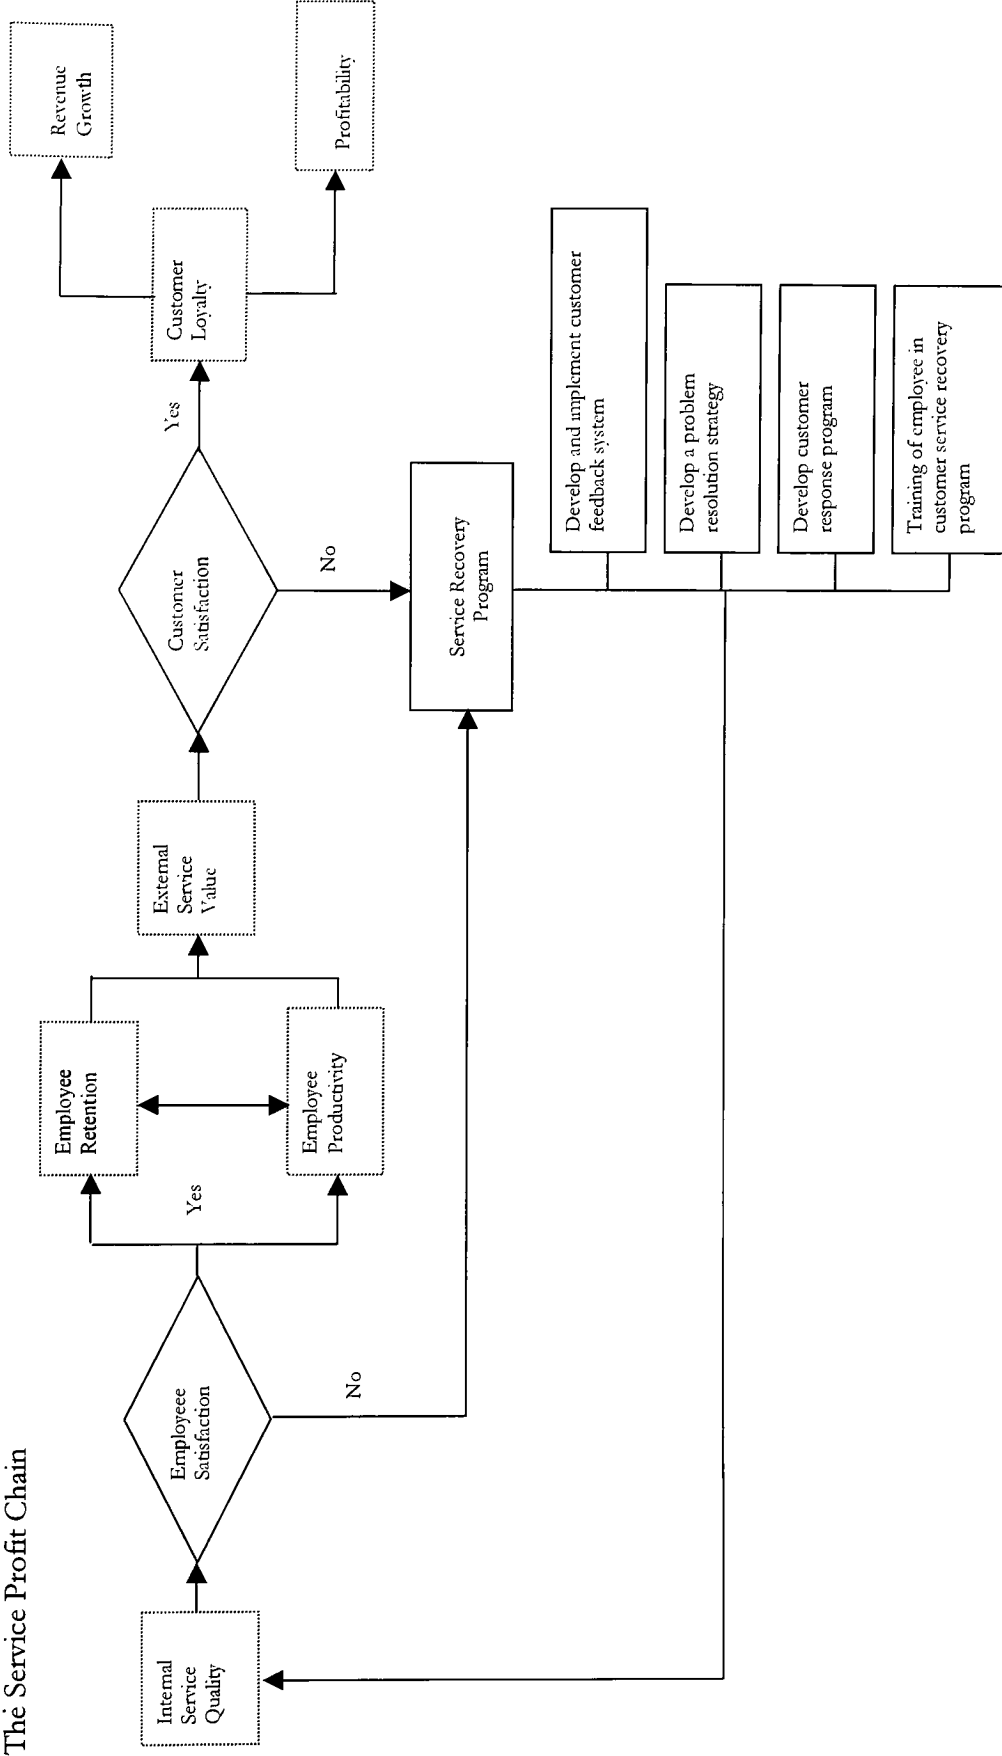 The Service Profit Chain
Internal
Service
Quality
Employeee
Satisfaction
Yes
No
Employee
Retention
Employee
Productivity
External
Service
Value
Customer
Satisfaction
Yes
No
Customer
Loyalty
Revenue
Growth
Profitability
Service Recovery
Program
Develop and implement customer
feedback system
Develop a problem
resolution strategy
Develop customer
response program
Training of employee in
customer service recovery
program